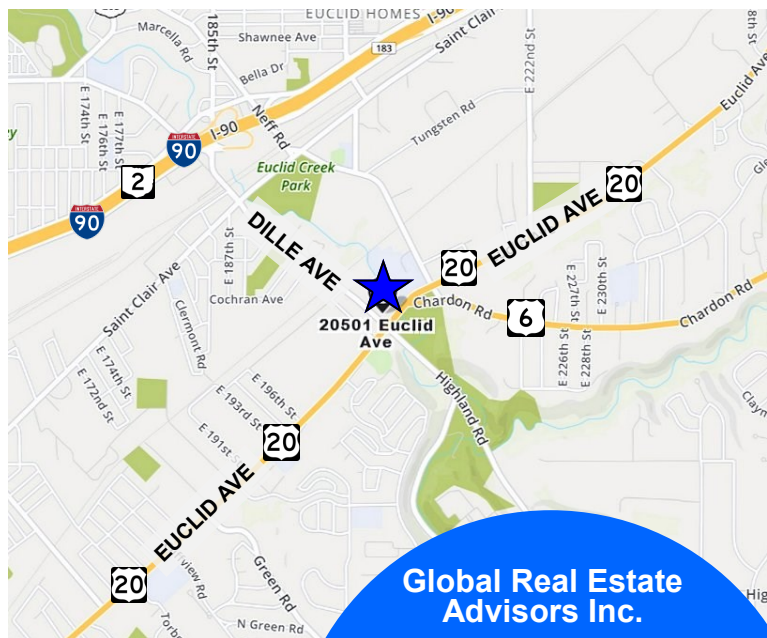 EUCLID HOMES
I-90
Marcella Rd
185th St
Shawnee Ave
183
Saint Clair Ave
E 222nd St
Bella Dr
Euclid Ave
E 174th St
E 176th St
E 177th St
INTERSTATE
90
I-90
Neff Rd
Tungsten Rd
2
Euclid Creek
Park
20
INTERSTATE
90
DILLE AVE
EUCLID AVE
E 187th St
20
Saint Clair Ave
Cochran Ave
Chardon Rd
6
E 227th St
E 230th St
Chardon Rd
Clermont Rd
20501 Euclid
Ave
E 226th St
E 228th St
E 174th St
E 172nd St
E 196th St
E 193rd St
E 191st St
Highland Rd
20
EUCLID AVE
Green Rd
20
N Green Rd
Global Real Estate
Advisors Inc.